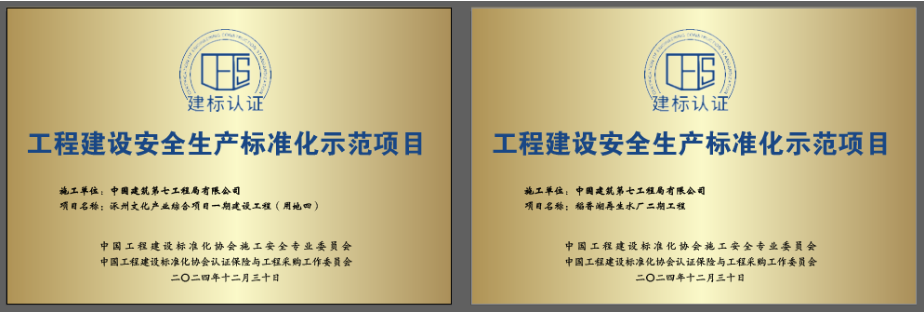 建标认证
工程建设安全生产标准化示范项目
施工单位：中国建筑第七工程局有限公司
项目名称：涿州文化产业综合项目一期建设工程（用地四）
中国工程建设标准化协会施工安全专业委员会
中国工程建设标准化协会认证保险与工程采购工作委员会
二〇二四年十二月三十日
建标认证
工程建设安全生产标准化示范项目
施工单位：中国建筑第七工程局有限公司
项目名称：稻香湖再生水厂二期工程
中国工程建设标准化协会施工安全专业委员会
中国工程建设标准化协会认证保险与工程采购工作委员会
二〇二四年十二月三十日